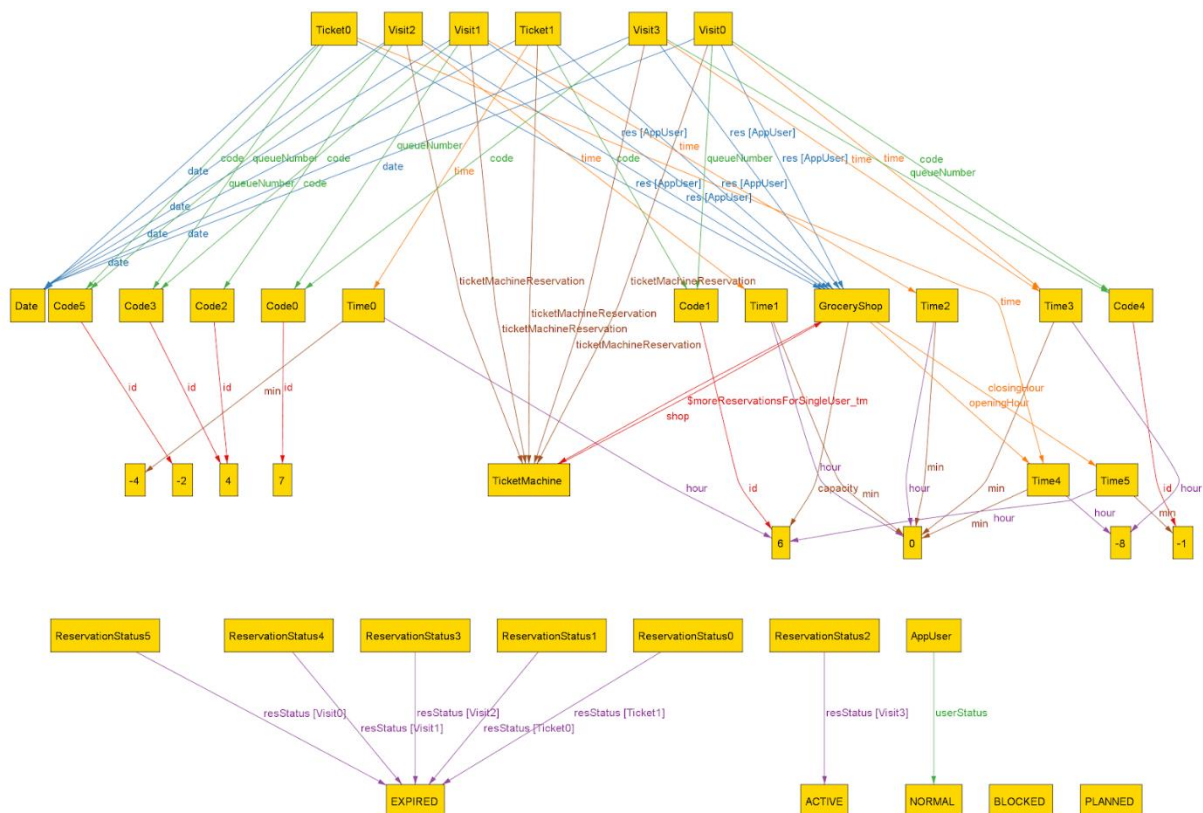 Ticket0 Visit2 Visit1 Ticket1 Visit3 Visit0
res [AppUser] res [AppUser]
queueNumber date
date code queueNumber code code time time code queueNumber res [AppUser] time time code
date queueNumber code time res [AppUser] res [AppUser] queueNumber
res [AppUser]
date
date date
date
ticketMachineReservation ticketMachineReservation
Date Code5 Code3 Code2 Code0 Time0 Code1 Time1 GroceryShop Time2 Time3 Code4
time
ticketMachineReservation
ticketMachineReservation
ticketMachineReservation
id id id min id
closingHour
$moreReservationsForSingleUser_tm openingHour
shop
-4 -2 4 7 TicketMachine hour min Time4 Time5
hour id capacity min hour min hour id hour
hour min
min
6 0 -8 -1
ReservationStatus5 ReservationStatus4 ReservationStatus3 ReservationStatus1 ReservationStatus0 ReservationStatus2 AppUser
resStatus [Visit0] resStatus [Visit2] resStatus [Ticket1] resStatus [Visit3] userStatus
resStatus [Visit1] resStatus [Ticket0]
EXPIRED ACTIVE NORMAL BLOCKED PLANNED